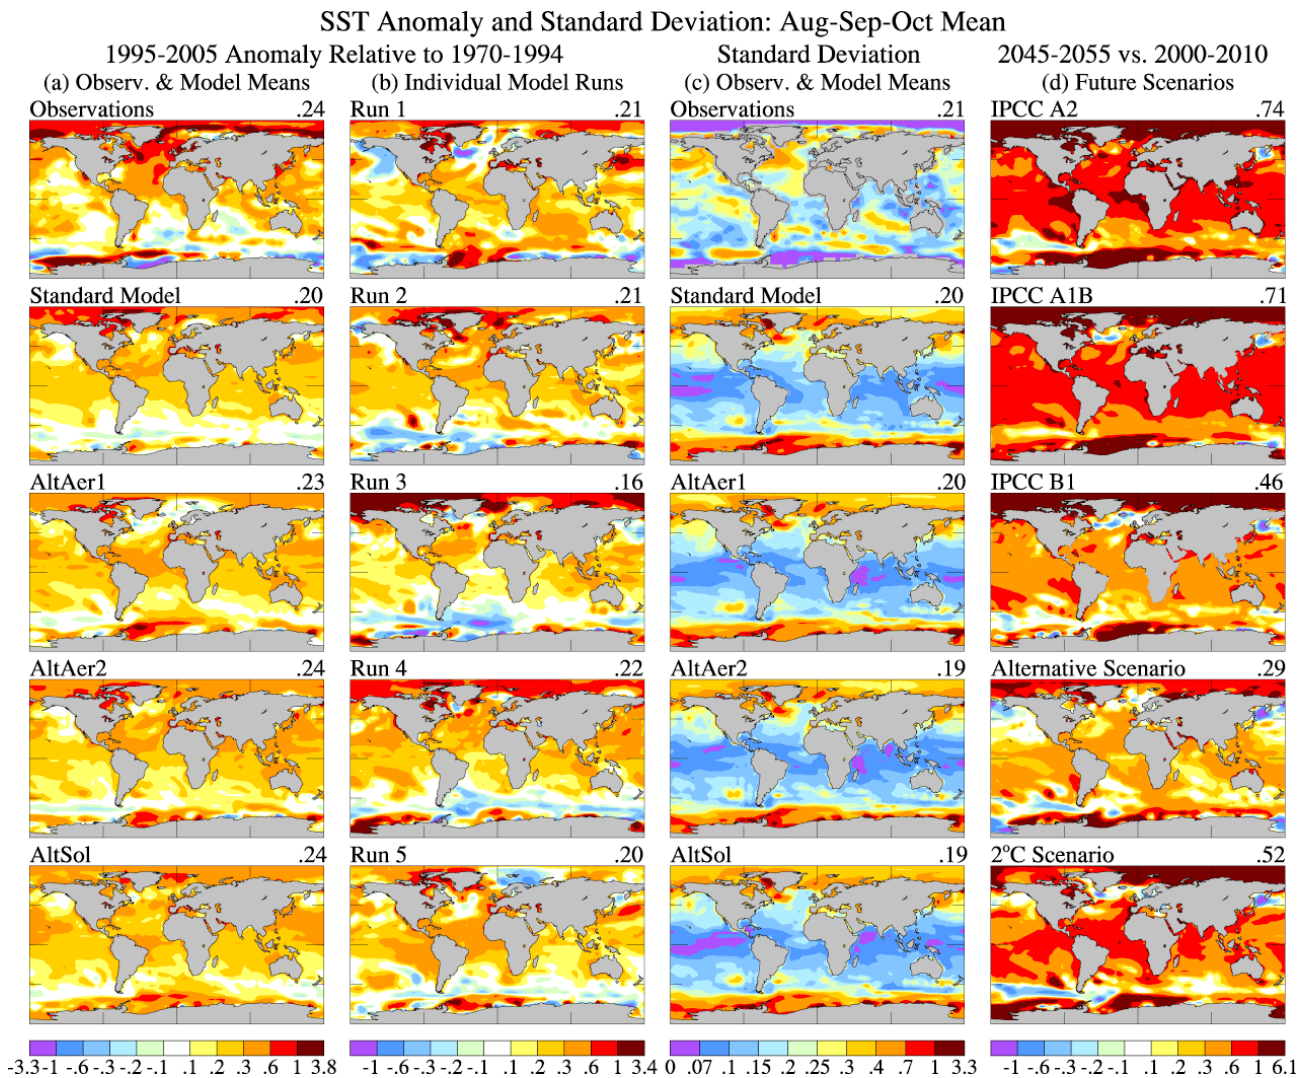 SST Anomaly and Standard Deviation: Aug-Sep-Oct Mean
1995-2005 Anomaly Relative to 1970-1994 Standard Deviation 2045-2055 vs. 2000-2010
(a) Observ. & Model Means (b) Individual Model Runs (c) Observ. & Model Means (d) Future Scenarios
Observations .24 Run 1 .21 Observations .21 IPCC A2 .74
Standard Model .20 Run 2 .21 Standard Model .20 IPCC A1B .71
AltAer1 .23 Run 3 .16 AltAer1 .20 IPCC B1 .46
AltAer2 .24 Run 4 .22 AltAer2 .19 Alternative Scenario .29
AltSol .24 Run 5 .20 AltSol .19 2°C Scenario .52
-3.3 -1 -.6 -.3 -.2 -.1 .1 .2 .3 .6 1 3.8 -1 -.6 -.3 -.2 -.1 .1 .2 .3 .6 1 3.4 0 .07 .1 .15 .2 .25 .3 .4 .7 1 3.3 -1 -.6 -.3 -.2 -.1 .1 .2 .3 .6 1 6.1